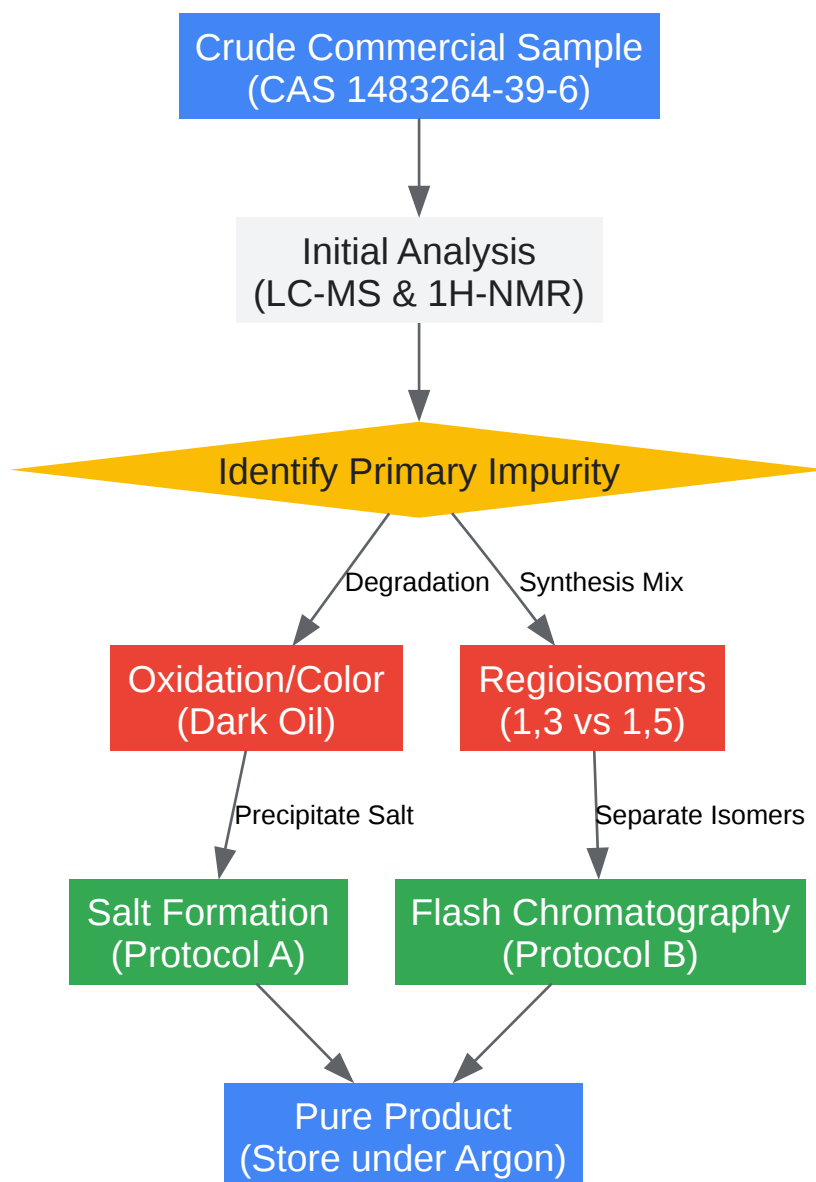 Crude Commercial Sample
(CAS 1483264-39-6)
Initial Analysis
(LC-MS & 1H-NMR)
Identify Primary Impurity
Degradation
Synthesis Mix
Oxidation/Color
(Dark Oil)
Regioisomers
(1,3 vs 1,5)
Precipitate Salt
Separate Isomers
Salt Formation
(Protocol A)
Flash Chromatography
(Protocol B)
Pure Product
(Store under Argon)